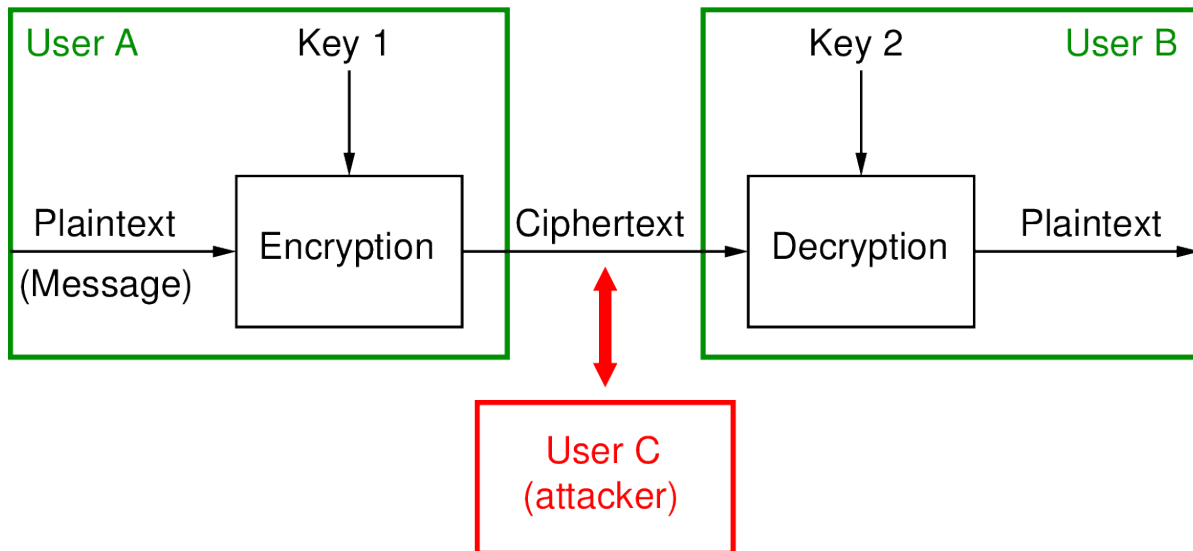 User A
Key 1
Key 2
User B
Plaintext
(Message)
Encryption
Ciphertext
Decryption
Plaintext
User C
(attacker)